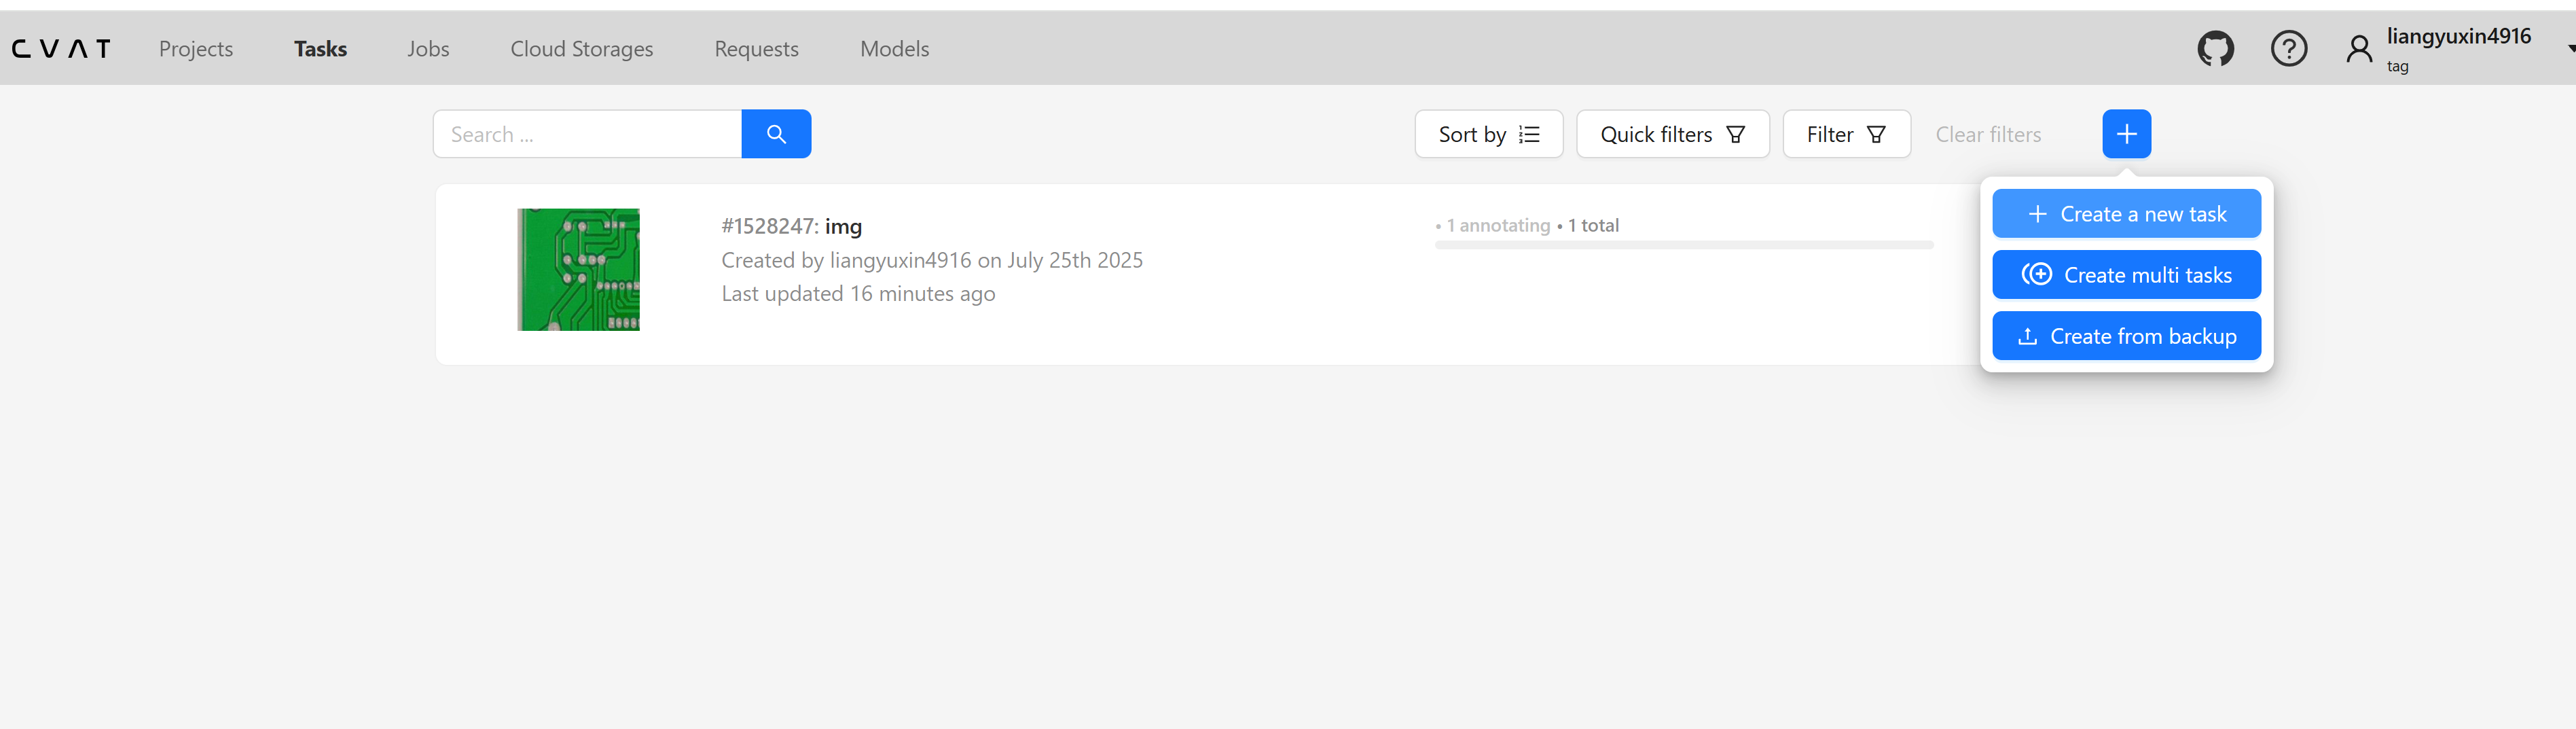 CVAT Projects Tasks Jobs Cloud Storages Requests Models liangyuxin4916
tag
Search ... Sort by Quick filters Filter Clear filters
#1528247: img
Created by liangyuxin4916 on July 25th 2025
Last updated 16 minutes ago
• 1 annotating • 1 total
Create a new task
Create multi tasks
Create from backup